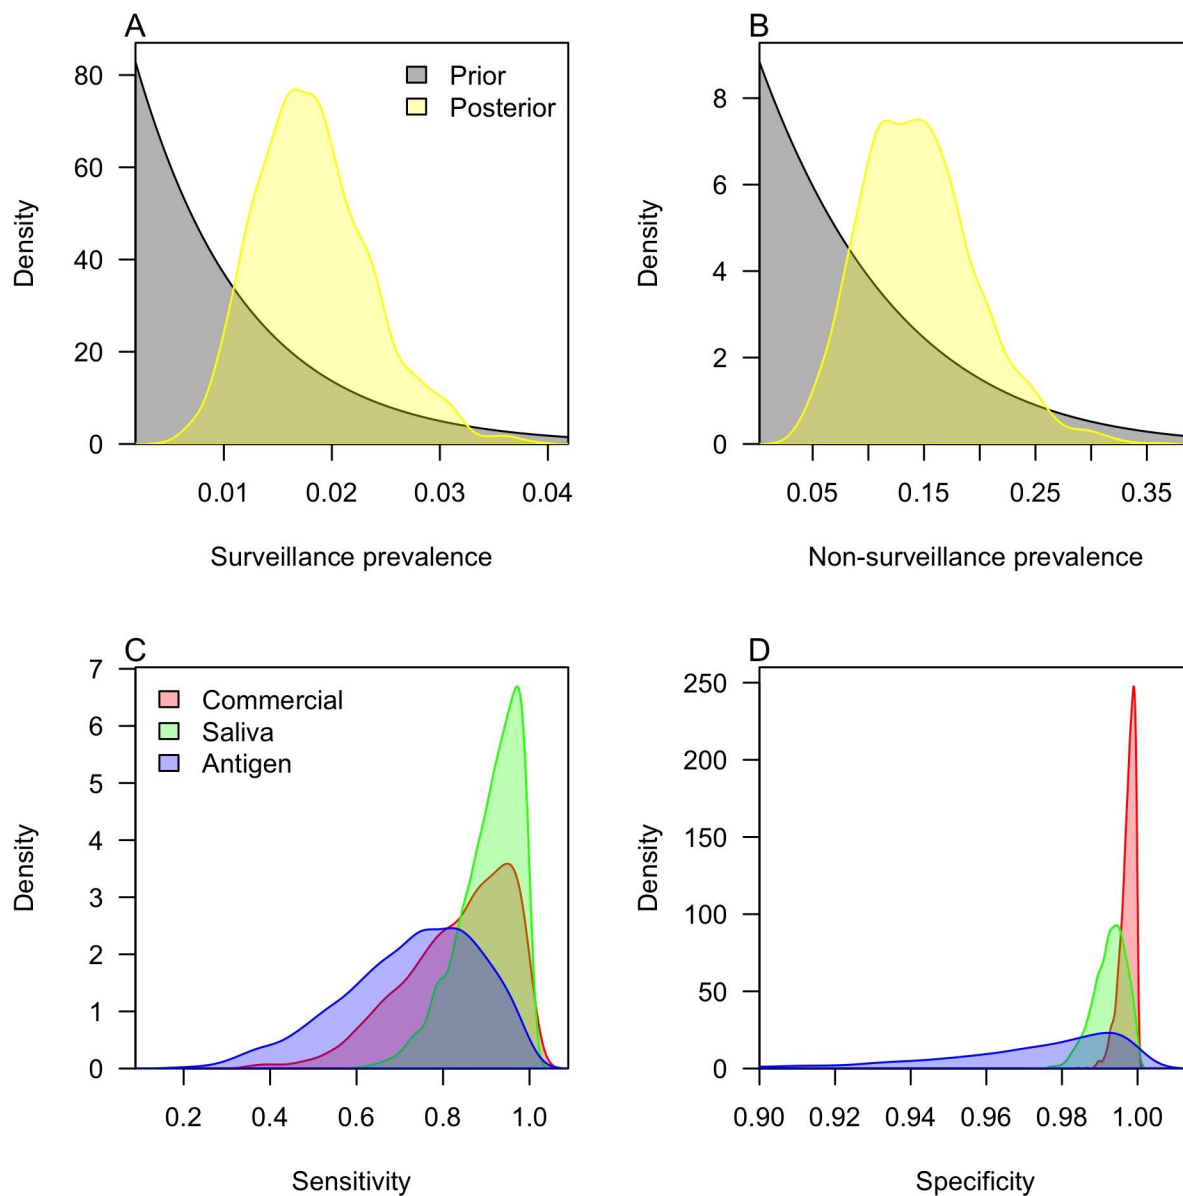 A
80
60
40
20
0
Density
Prior
Posterior
0.01 0.02 0.03 0.04
Surveillance prevalence
B
8
6
4
2
0
Density
0.05 0.15 0.25 0.35
Non-surveillance prevalence
C
7
6
5
4
3
2
1
0
Density
Commercial
Saliva
Antigen
0.2 0.4 0.6 0.8 1.0
Sensitivity
D
250
200
150
100
50
0
Density
0.90 0.92 0.94 0.96 0.98 1.00
Specificity